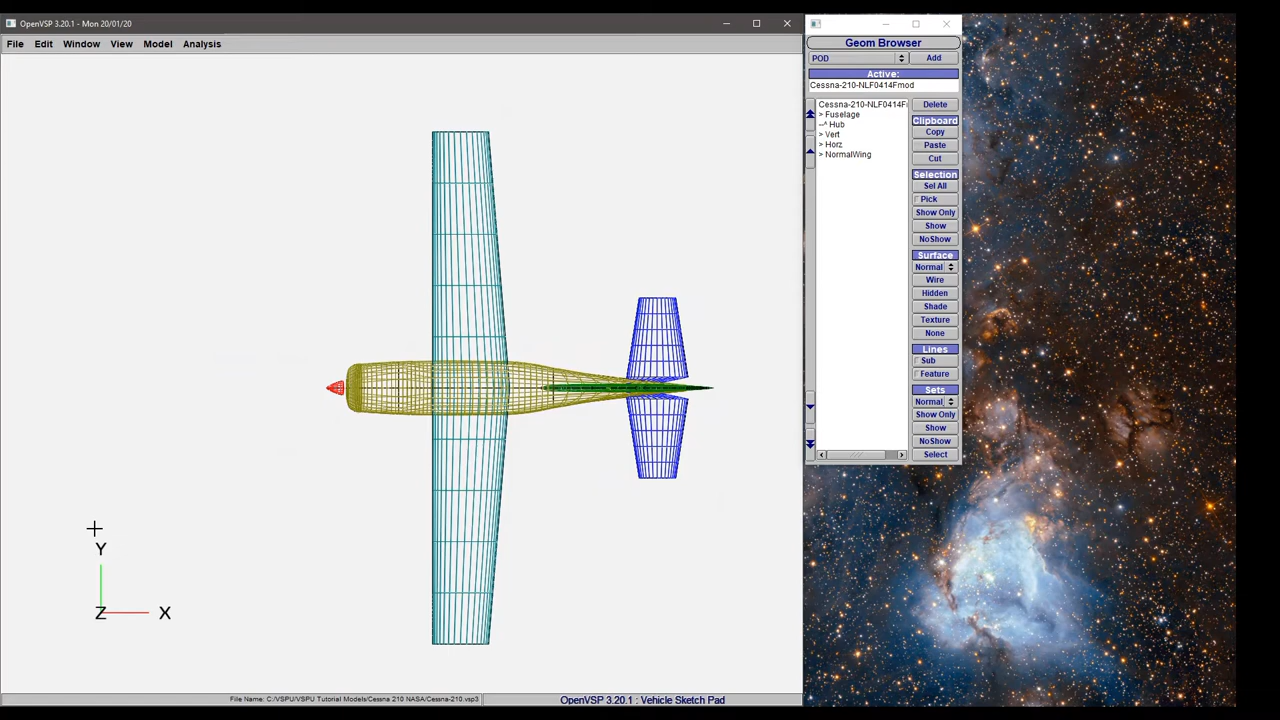 OpenVSP 3.20.1 - Mon 20/01/20
File Edit Window View Model Analysis
Y
Z X
File Name: C:/VSPU/VSPU Tutorial Models/Cessna 210 NASA/Cessna-210.vsp3
OpenVSP 3.20.1 : Vehicle Sketch Pad
Geom Browser
POD Add
Active:
Cessna-210-NLF0414Fmod
Cessna-210-NLF0414Fr
> Fuselage
--^ Hub
> Vert
> Horz
> NormalWing
Delete
Clipboard
Copy
Paste
Cut
Selection
Sel All
Pick
Show Only
Show
NoShow
Surface
Normal
Wire
Hidden
Shade
Texture
None
Lines
Sub
Feature
Sets
Normal
Show Only
Show
NoShow
Select